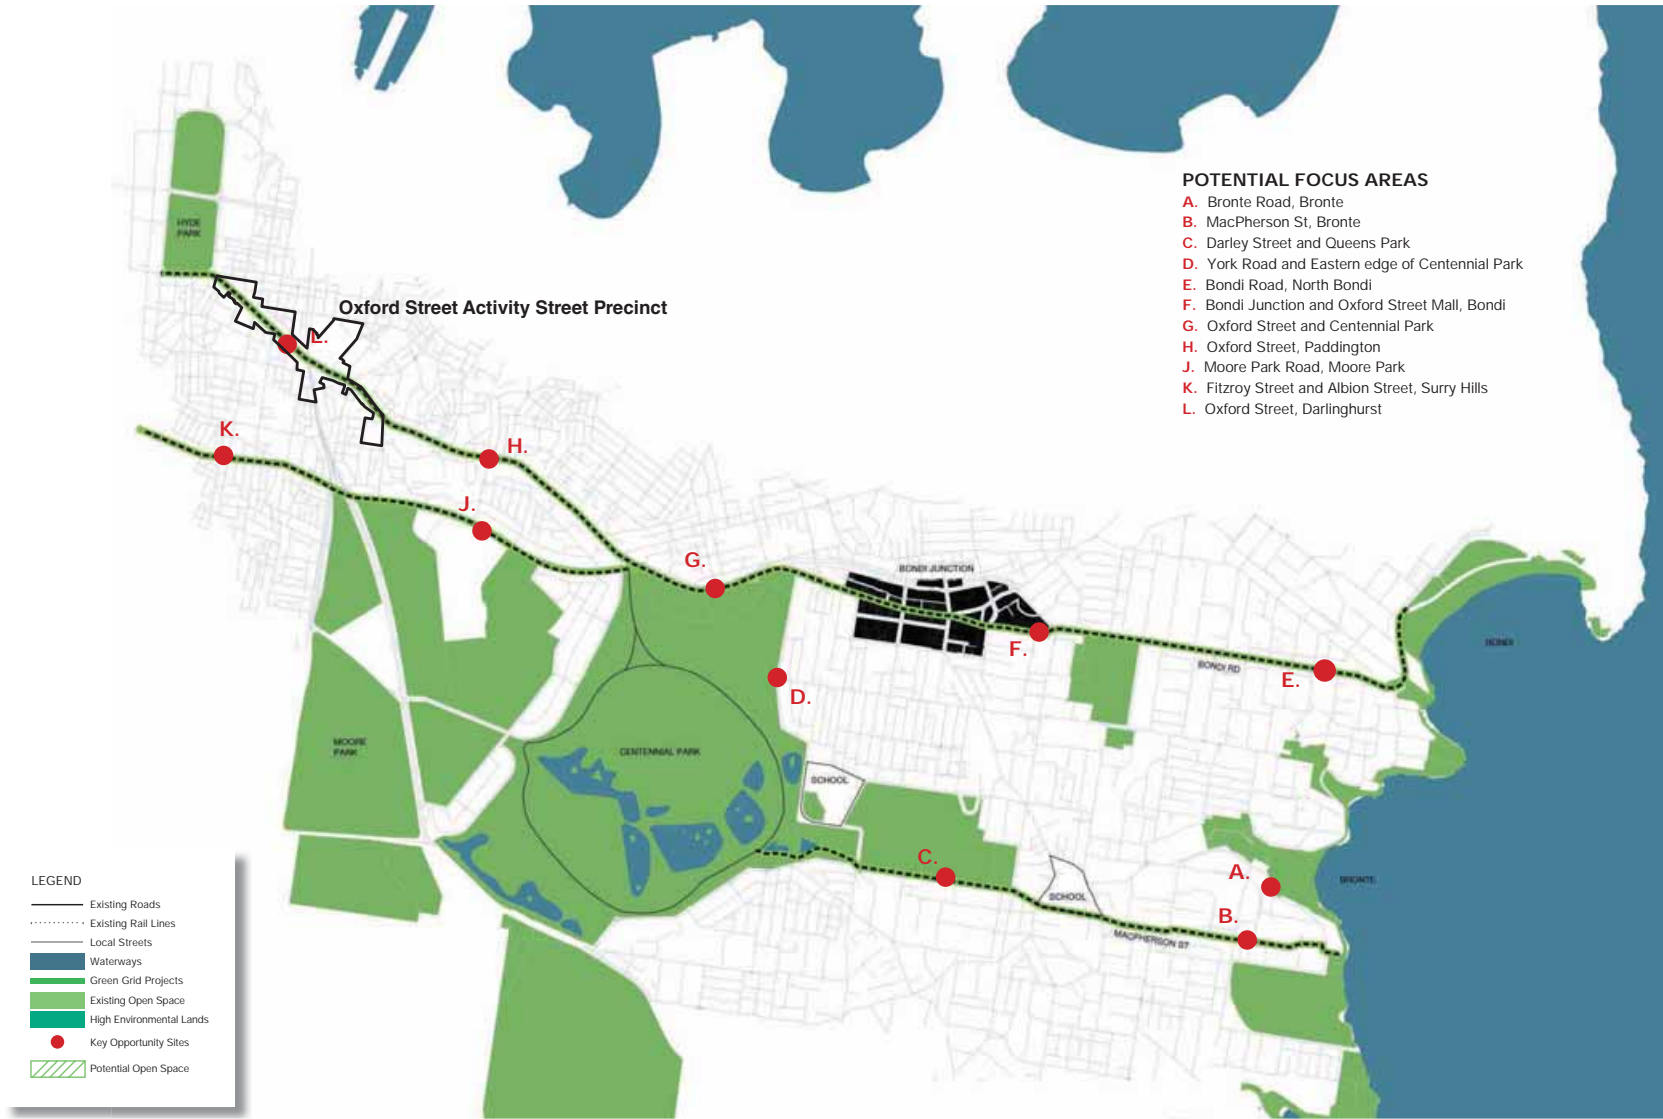 POTENTIAL FOCUS AREAS
A. Bronte Road, Bronte
B. MacPherson St, Bronte
C. Darley Street and Queens Park
D. York Road and Eastern edge of Centennial Park
E. Bondi Road, North Bondi
F. Bondi Junction and Oxford Street Mall, Bondi
G. Oxford Street and Centennial Park
H. Oxford Street, Paddington
J. Moore Park Road, Moore Park
K. Fitzroy Street and Albion Street, Surry Hills
L. Oxford Street, Darlinghurst
HYDE
PARK
Oxford Street Activity Street Precinct
L.
K.
H.
J.
G.
BONDI JUNCTION
F.
BONDI RD
E.
BONDI
D.
MOORE
PARK
CENTENNIAL PARK
SCHOOL
C.
A.
BRONTE
SCHOOL
B.
MACPHERSON ST
LEGEND
Existing Roads
Existing Rail Lines
Local Streets
Waterways
Green Grid Projects
Existing Open Space
High Environmental Lands
Key Opportunity Sites
Potential Open Space